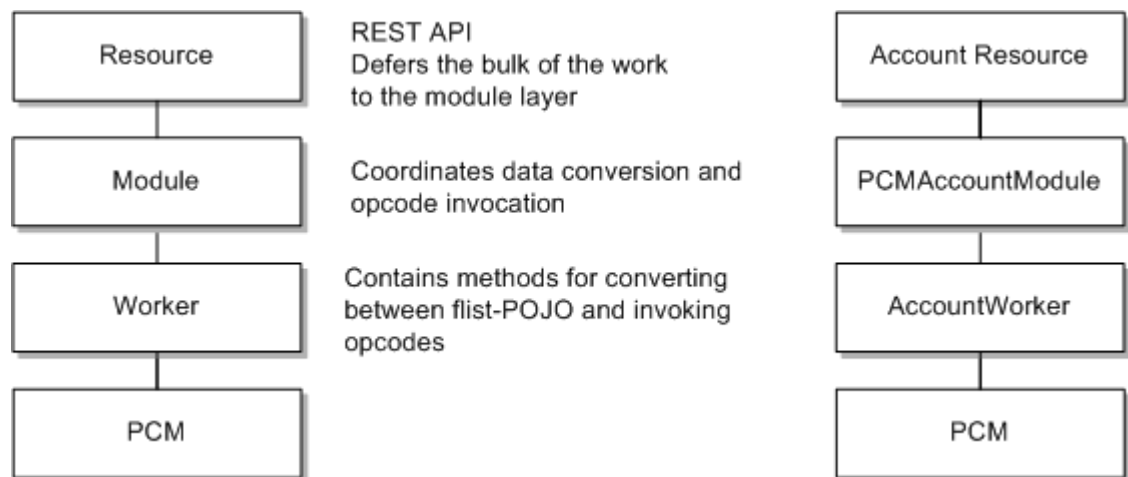 Resource
REST API
Defers the bulk of the work
to the module layer
Account Resource
Module
Coordinates data conversion and
opcode invocation
PCMAccountModule
Worker
Contains methods for converting
between flist-POJO and invoking
opcodes
AccountWorker
PCM
PCM